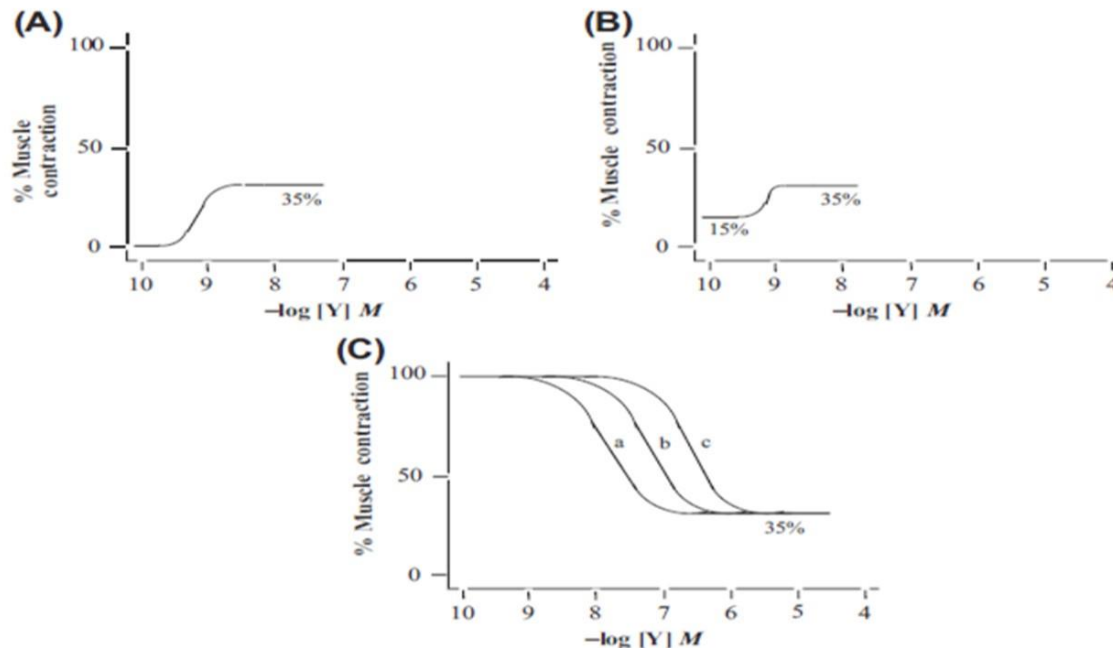 (A)
100
50
0
% Muscle
contraction
35%
10 9 8 7 6 5 4
–log [Y] M
(B)
100
50
0
% Muscle contraction
15%
35%
10 9 8 7 6 5 4
–log [Y] M
(C)
100
50
0
% Muscle contraction
a b c
35%
10 9 8 7 6 5 4
–log [Y] M